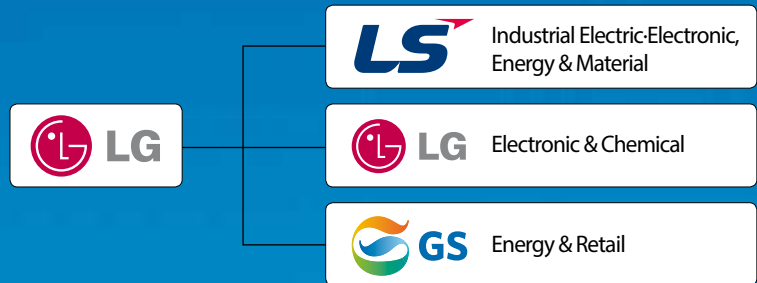 LG
LS
Industrial Electric·Electronic,
Energy & Material
LG
Electronic & Chemical
GS
Energy & Retail